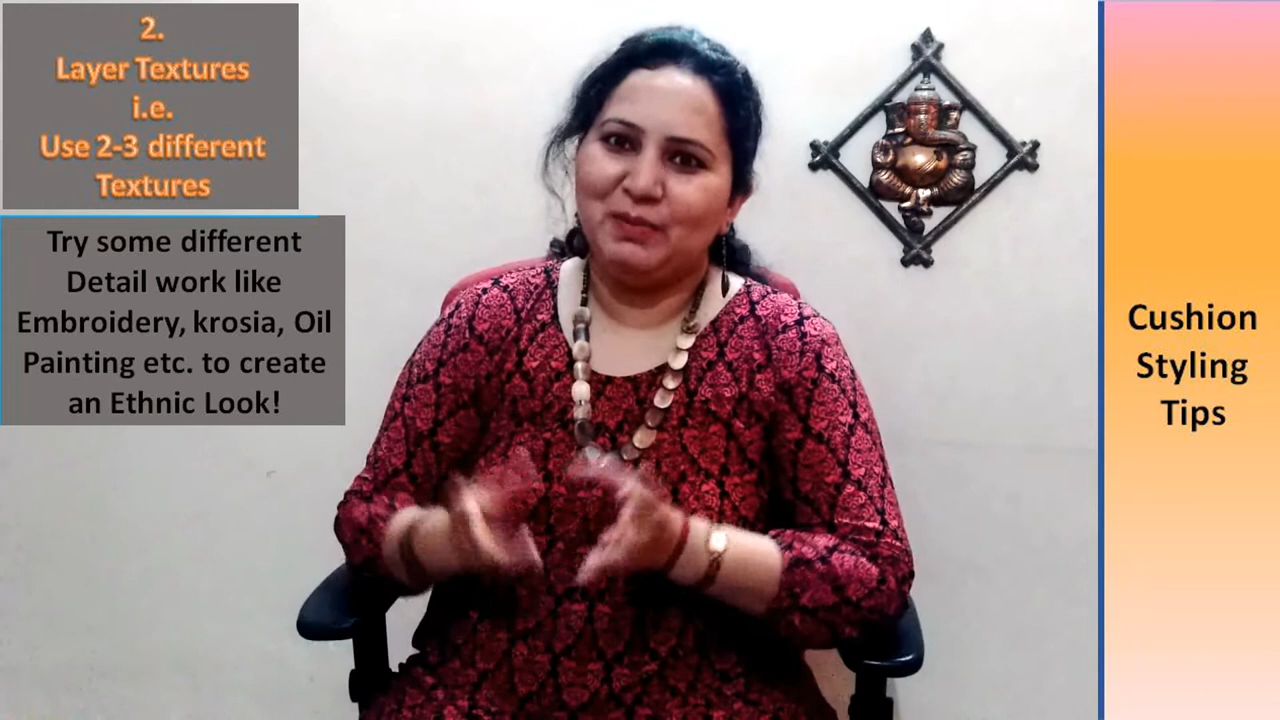 2.
Layer Textures
i.e.
Use 2-3 different
Textures
Try some different
Detail work like
Embroidery, krosia, Oil
Painting etc. to create
an Ethnic Look!
Cushion
Styling
Tips